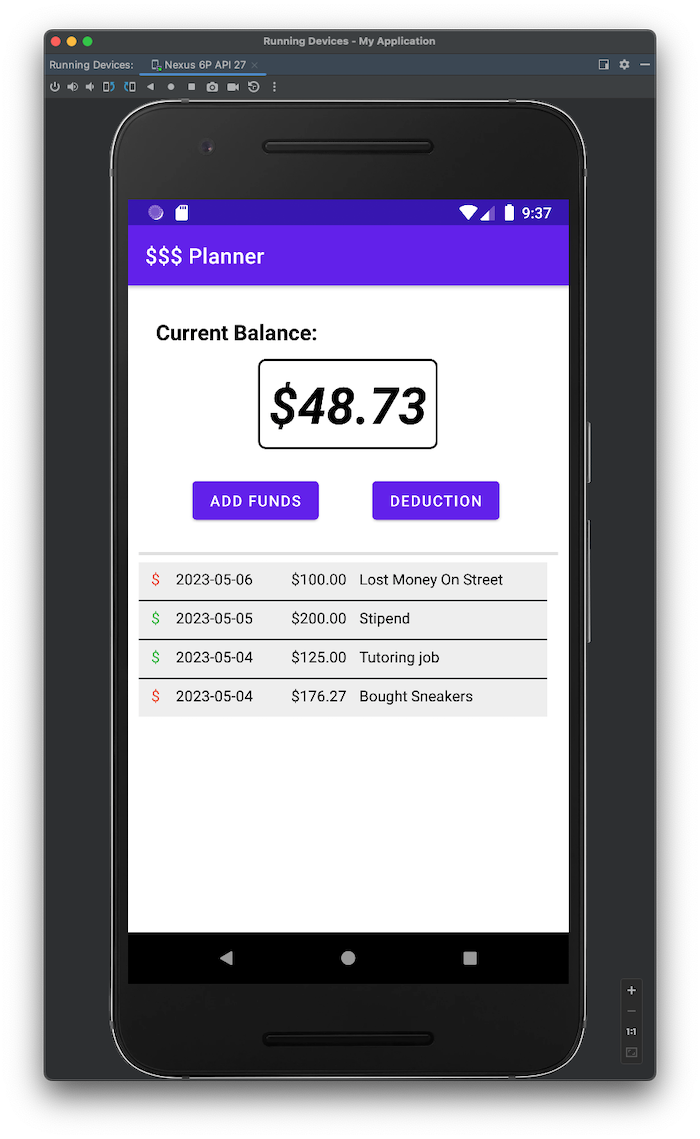 Running Devices - My Application
Running Devices: Nexus 6P API 27
9:37
$$$ Planner
Current Balance:
$48.73
ADD FUNDS DEDUCTION
$ 2023-05-06 $100.00 Lost Money On Street
$ 2023-05-05 $200.00 Stipend
$ 2023-05-04 $125.00 Tutoring job
$ 2023-05-04 $176.27 Bought Sneakers
1:1